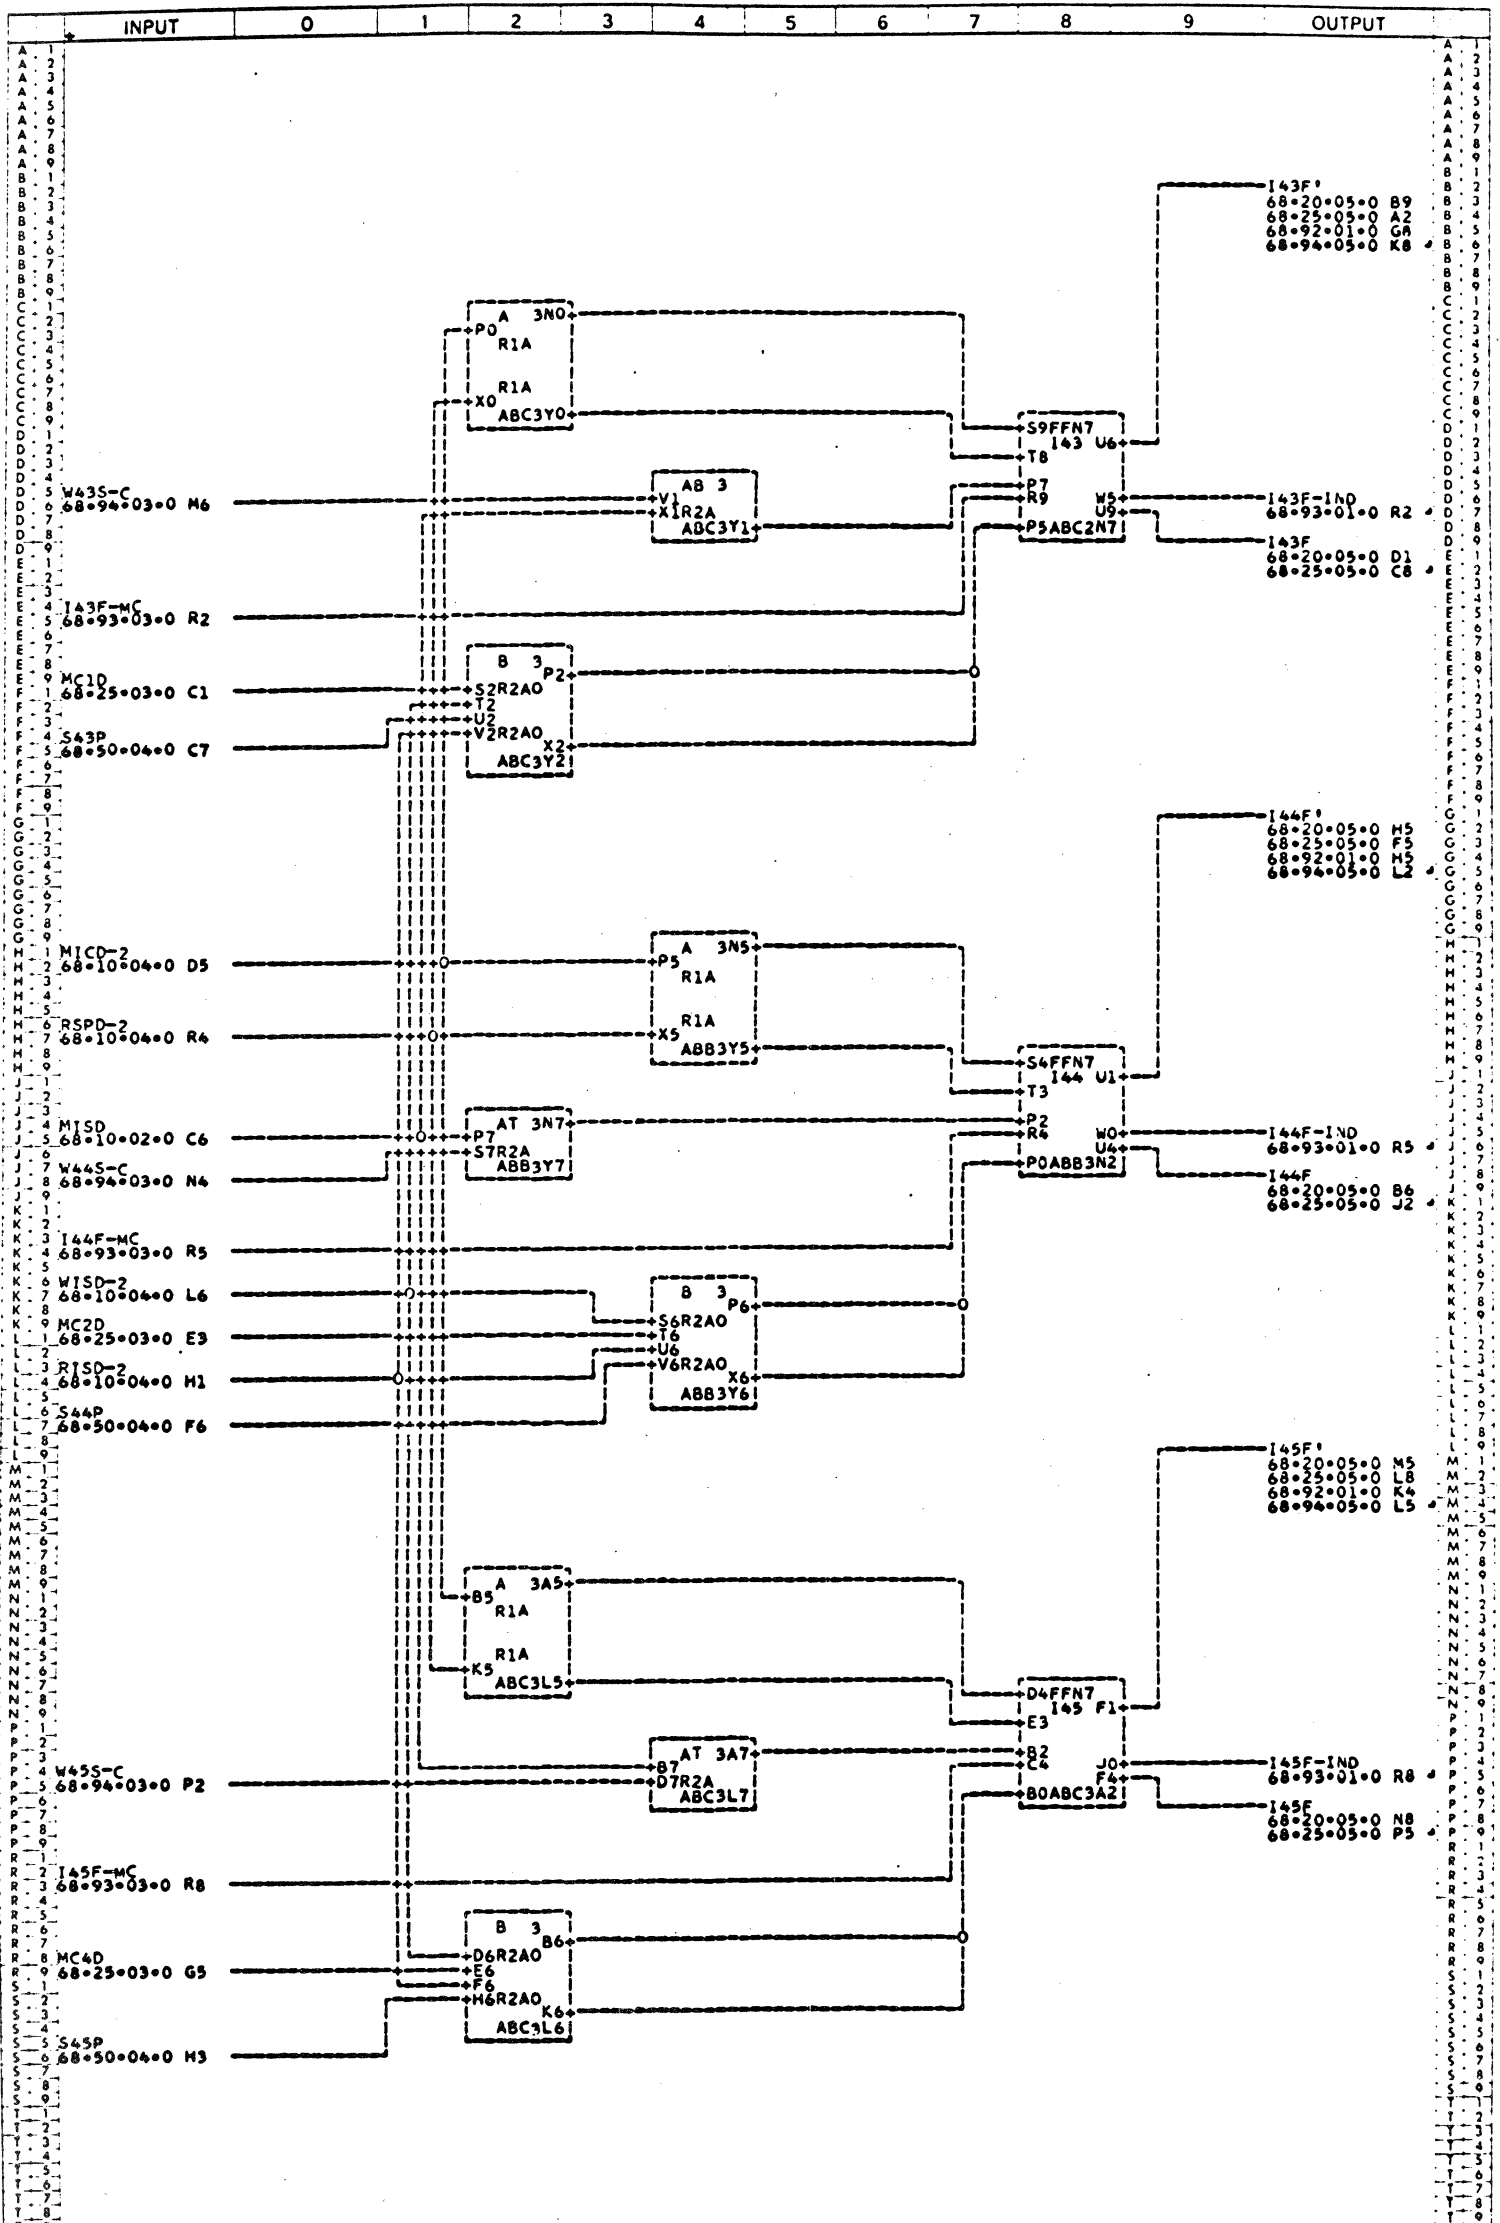 INPUT 0 1 2 3 4 5 6 7 8 9 OUTPUT
I43F'
68•20•05•0 B9
68•25•05•0 A2
68•92•01•0 G8
68•94•05•0 K8
A 3N0
P0
R1A
R1A
X0
ABC3Y0
S9FFN7
I43 U6
T8
P7
R9 W5
U9
P5ABC2N7
W43S-C
68•94•03•0 M6
AB 3
V1
X1R2A
ABC3Y1
I43F-IND
68•93•01•0 R2
I43F
68•20•05•0 D1
68•25•05•0 C8
I43F-MC
68•93•03•0 R2
B 3
P2
MC1D
68•25•03•0 C1
S2R2AO
T2
U2
V2R2AO
X2
ABC3Y2
S43P
68•50•04•0 C7
I44F'
68•20•05•0 H5
68•25•05•0 F5
68•92•01•0 H5
68•94•05•0 L2
MICD-2
68•10•04•0 D5
A 3N5
P5
R1A
R1A
X5
ABB3Y5
RSPD-2
68•10•04•0 R4
S4FFN7
I44 U1
T3
P2
R4 W0
U4
P0ABB3N2
MISD
68•10•02•0 C6
AT 3N7
P7
S7R2A
ABB3Y7
W44S-C
68•94•03•0 N4
I44F-IND
68•93•01•0 R5
I44F
68•20•05•0 B6
68•25•05•0 J2
I44F-MC
68•93•03•0 R5
WISD-2
68•10•04•0 L6
B 3
P6
S6R2AO
T6
U6
V6R2AO
X6
ABB3Y6
MC2D
68•25•03•0 E3
RISD-2
68•10•04•0 H1
S44P
68•50•04•0 F6
I45F'
68•20•05•0 M5
68•25•05•0 L8
68•92•01•0 K4
68•94•05•0 L5
A 3A5
B5
R1A
R1A
K5
ABC3L5
D4FFN7
I45 F1
E3
B2
C4 J0
F4
B0ABC3A2
W45S-C
68•94•03•0 P2
AT 3A7
B7
D7R2A
ABC3L7
I45F-IND
68•93•01•0 R8
I45F
68•20•05•0 N8
68•25•05•0 P5
I45F-MC
68•93•03•0 R8
B 3
B6
D6R2AO
E6
F6
H6R2AO
K6
ABC3L6
MC4D
68•25•03•0 G5
S45P
68•50•04•0 H3